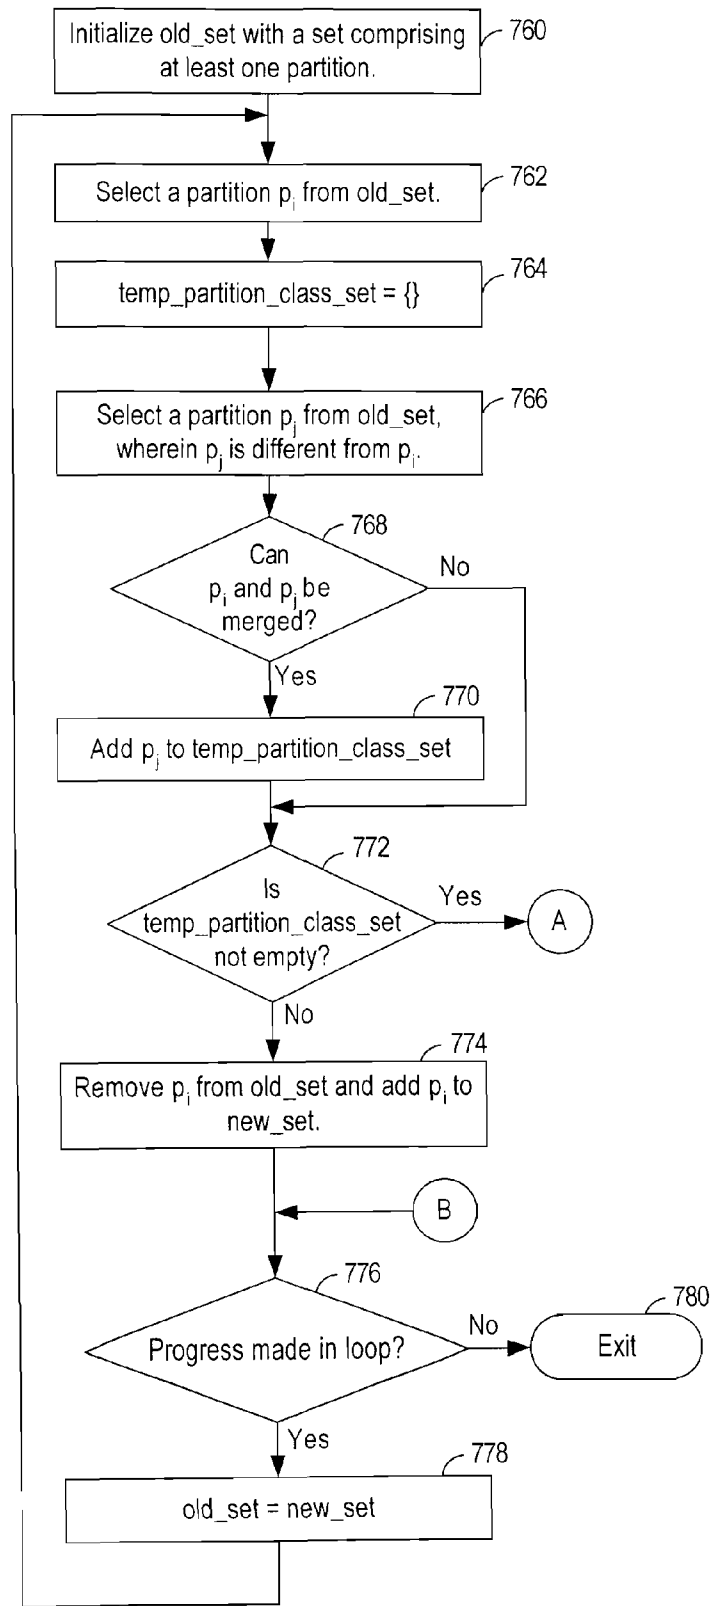 Initialize old_set with a set comprising
at least one partition.
760
Select a partition pi from old_set.
762
temp_partition_class_set = {}
764
Select a partition pj from old_set,
wherein pj is different from pi.
766
768
Can
pi and pj be
merged?
No
Yes
770
Add pj to temp_partition_class_set
772
Is
temp_partition_class_set
not empty?
Yes
A
No
774
Remove pi from old_set and add pi to
new_set.
B
776
Progress made in loop?
No
780
Exit
Yes
778
old_set = new_set